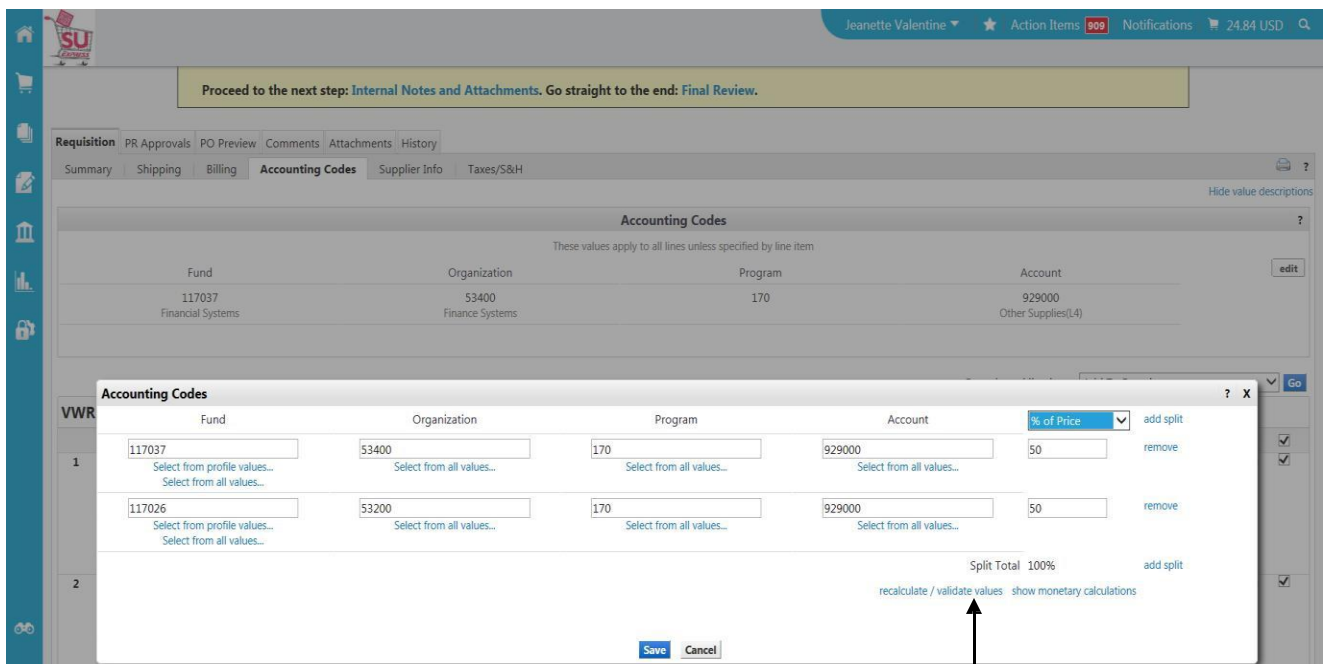 SU
express
Jeanette Valentine Action Items 909 Notifications 24.84 USD
Proceed to the next step: Internal Notes and Attachments. Go straight to the end: Final Review.
Requisition PR Approvals PO Preview Comments Attachments History
Summary Shipping Billing Accounting Codes Supplier Info Taxes/S&H ?
Hide value descriptions
Accounting Codes ?
These values apply to all lines unless specified by line item
Fund Organization Program Account edit
117037 53400 170 929000
Financial Systems Finance Systems Other Supplies(L4)
Go
Accounting Codes ? X
VWR
Fund Organization Program Account % of Price add split
117037 53400 170 929000 50 remove
1 Select from profile values... Select from all values... Select from all values... Select from all values...
Select from all values...
117026 53200 170 929000 50 remove
Select from profile values... Select from all values... Select from all values... Select from all values...
Select from all values...
Split Total 100% add split
2 recalculate / validate values show monetary calculations
Save Cancel